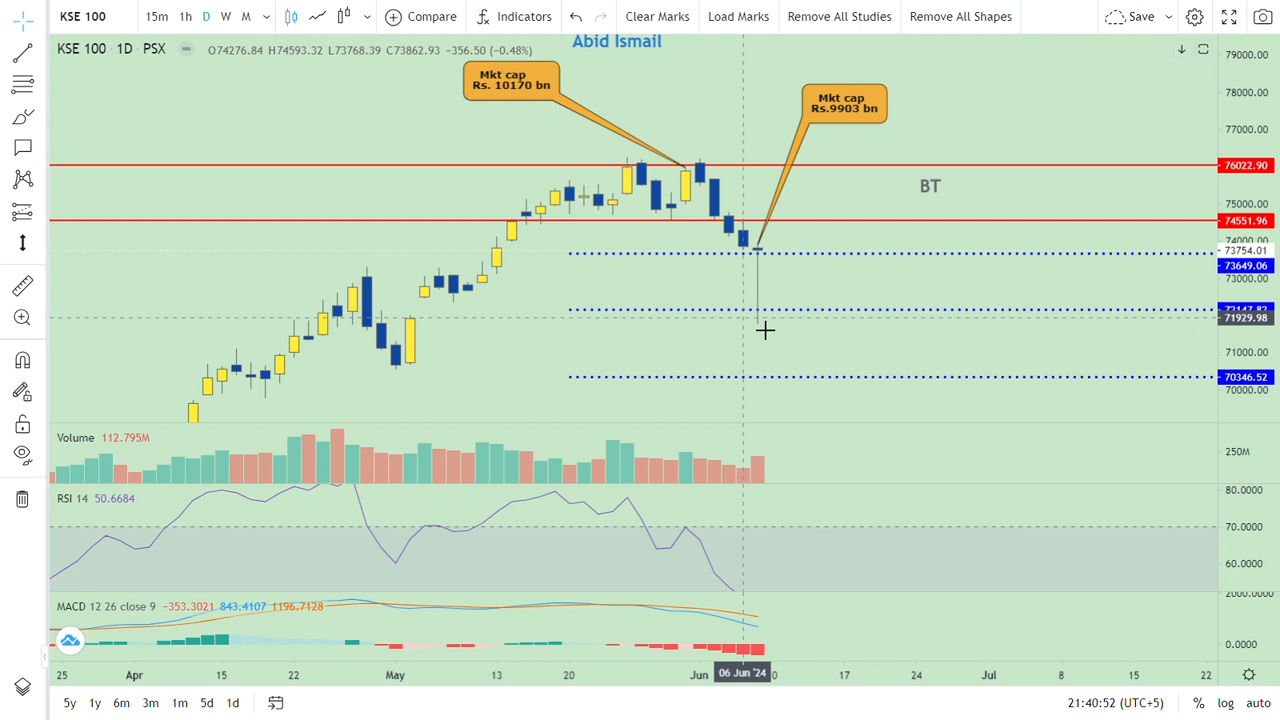 KSE 100
15m 1h D W M
Compare
Indicators
Clear Marks
Load Marks
Remove All Studies
Remove All Shapes
Save
KSE 100 · 1D · PSX
O74276.84 H74593.32 L73768.39 C73862.93 −356.50 (−0.48%)
Abid Ismail
Mkt cap
Rs. 10170 bn
Mkt cap
Rs.9903 bn
BT
79000.00
78000.00
77000.00
76022.90
75000.00
74551.96
74000.00
73754.01
73649.06
73000.00
71929.98
71000.00
70346.52
70000.00
Volume 112.795M
250M
RSI 14 50.6684
80.0000
70.0000
60.0000
MACD 12 26 close 9 −353.3021 843.4107 1196.7128
2000.0000
0.0000
25 Apr 15 22 May 13 20 Jun 06 Jun '24 0 17 24 Jul 8 15 22
5y 1y 6m 3m 1m 5d 1d
21:40:52 (UTC+5)
% log auto